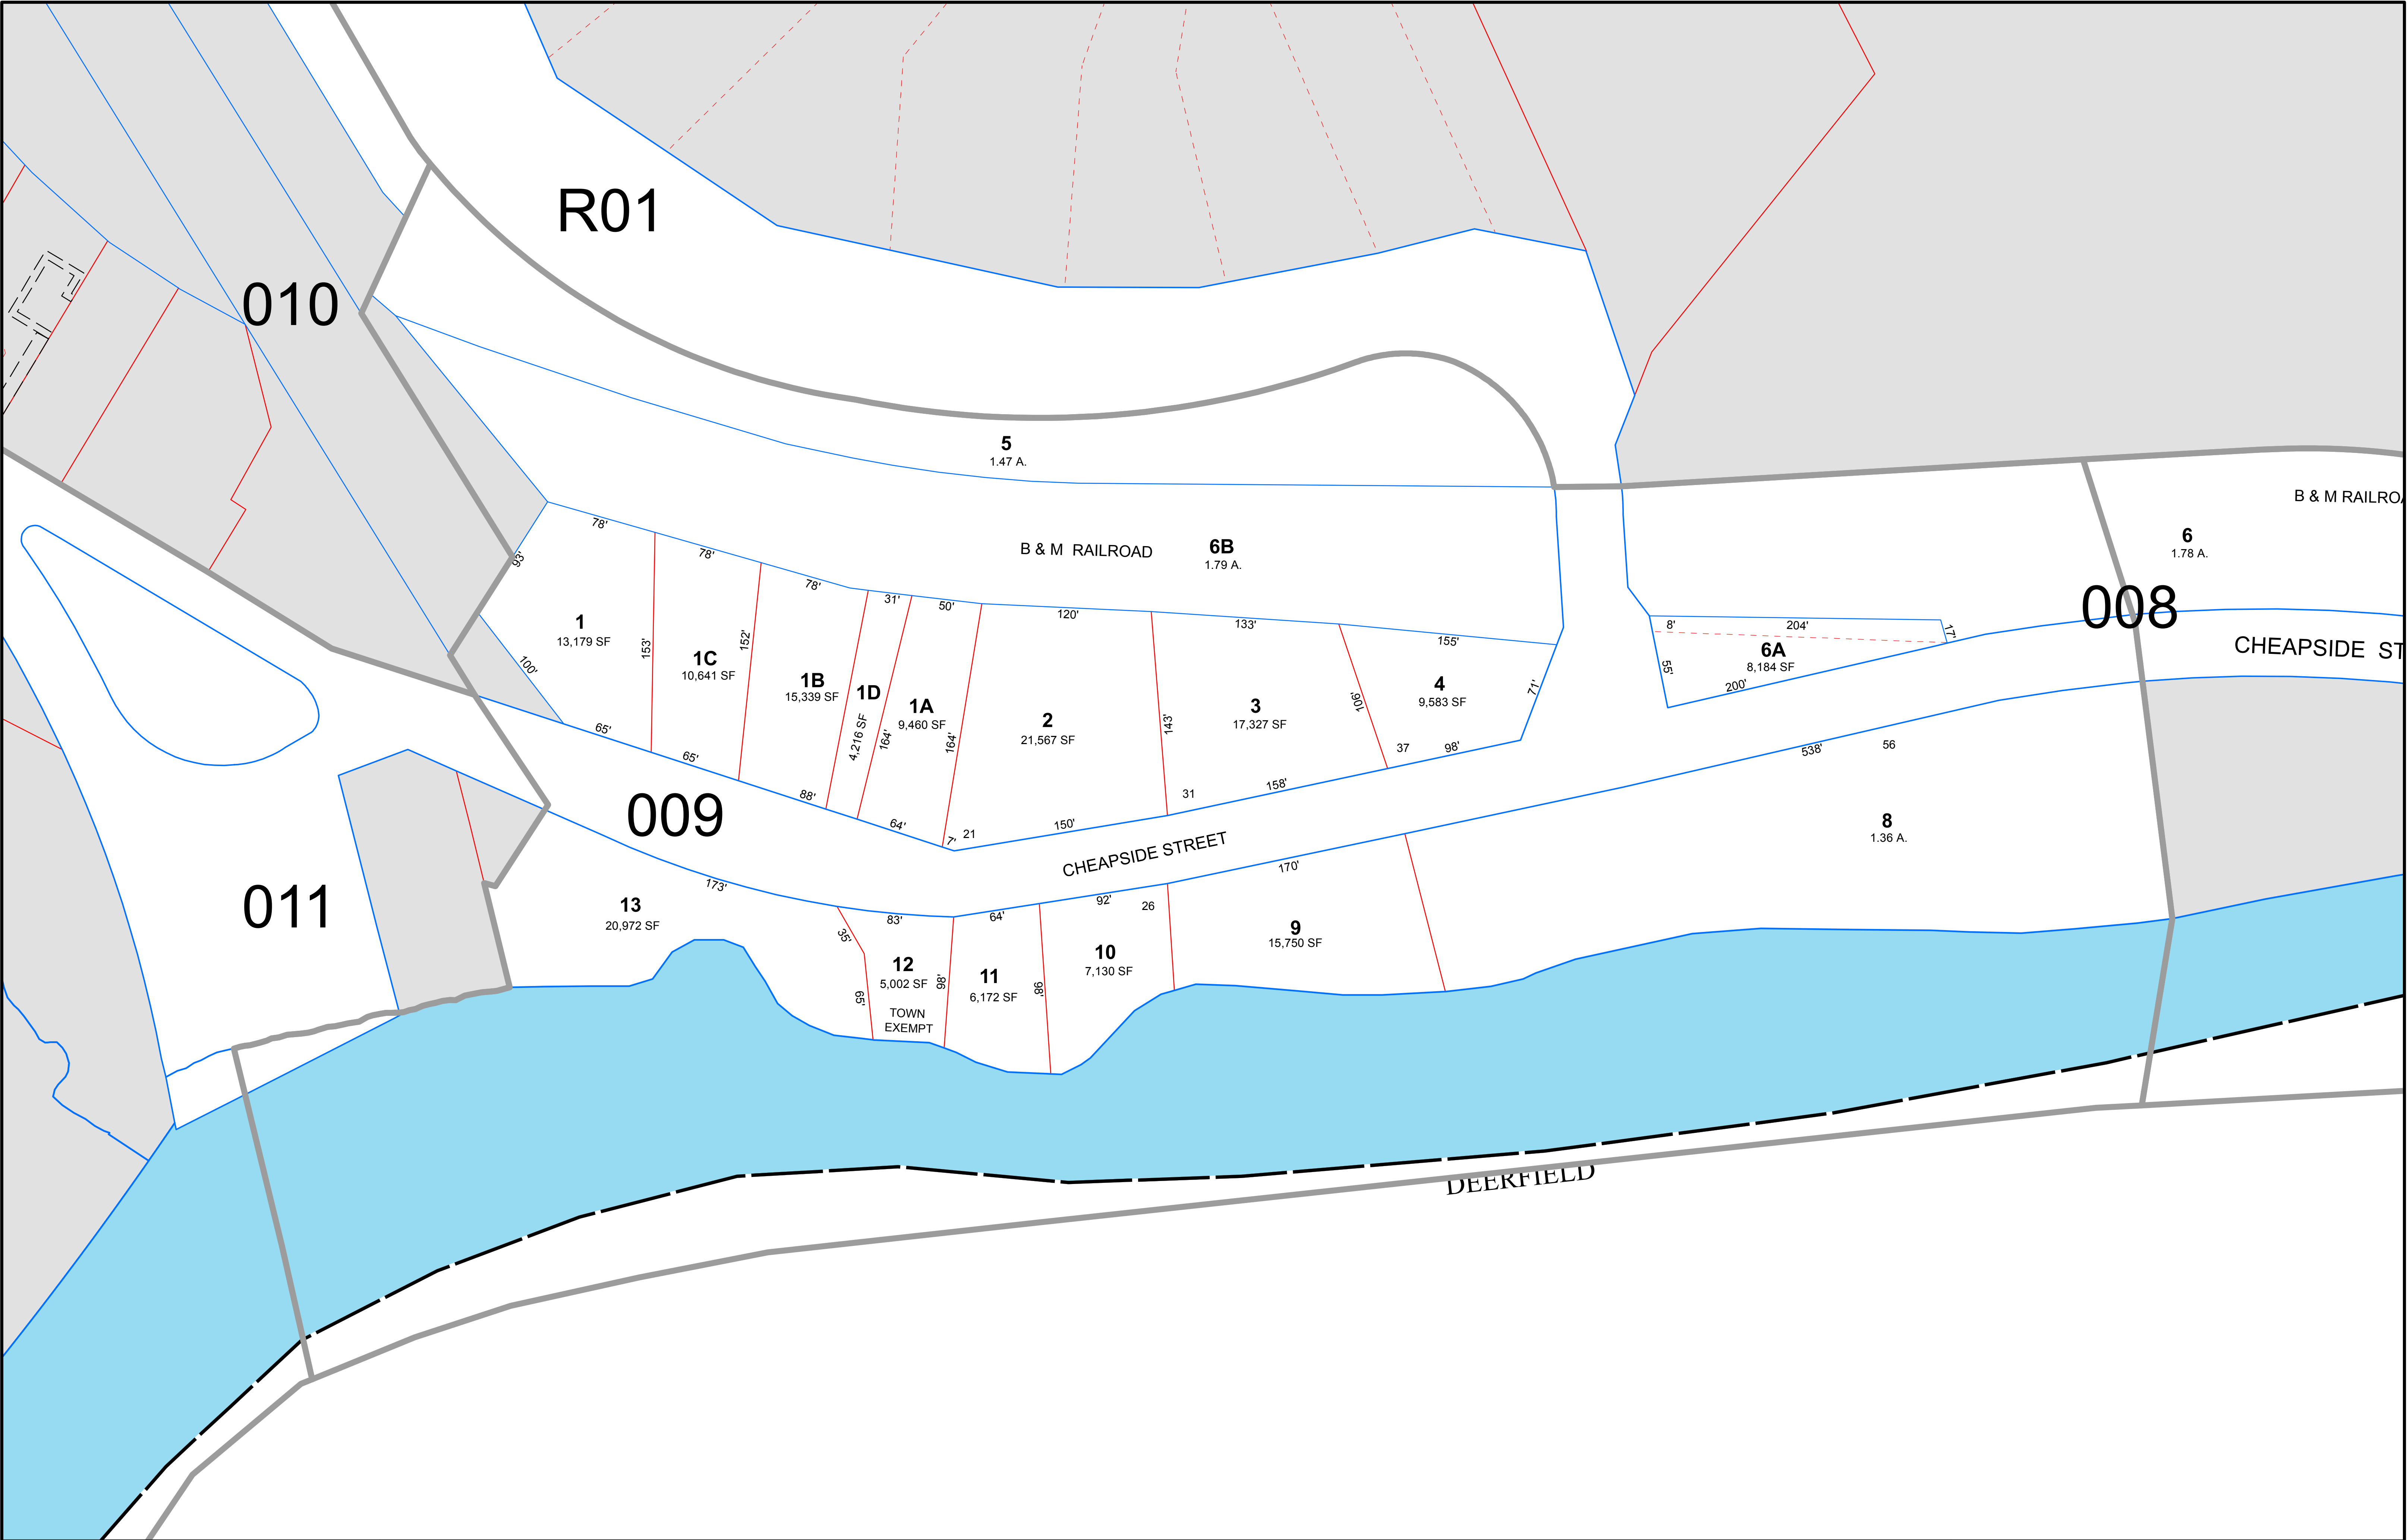 R01
010
5
1.47 A.
B & M RAILROA
6
1.78 A.
78'
B & M RAILROAD
6B
1.79 A.
93'
78'
78'
31'
50'
120'
133'
155'
008
8'
204'
17'
CHEAPSIDE ST
1
13,179 SF
153'
152'
1C
10,641 SF
100'
1B
15,339 SF
1D
4,216 SF
1A
9,460 SF
164'
164'
2
21,567 SF
143'
3
17,327 SF
106'
4
9,583 SF
71'
6A
8,184 SF
55'
200'
65'
65'
88'
64'
7'
21
150'
31
158'
37
98'
538'
56
009
CHEAPSIDE STREET
8
1.36 A.
011
173'
13
20,972 SF
83'
64'
92'
26
170'
35'
12
5,002 SF
65'
98'
TOWN
EXEMPT
11
6,172 SF
98'
10
7,130 SF
9
15,750 SF
DEERFIELD